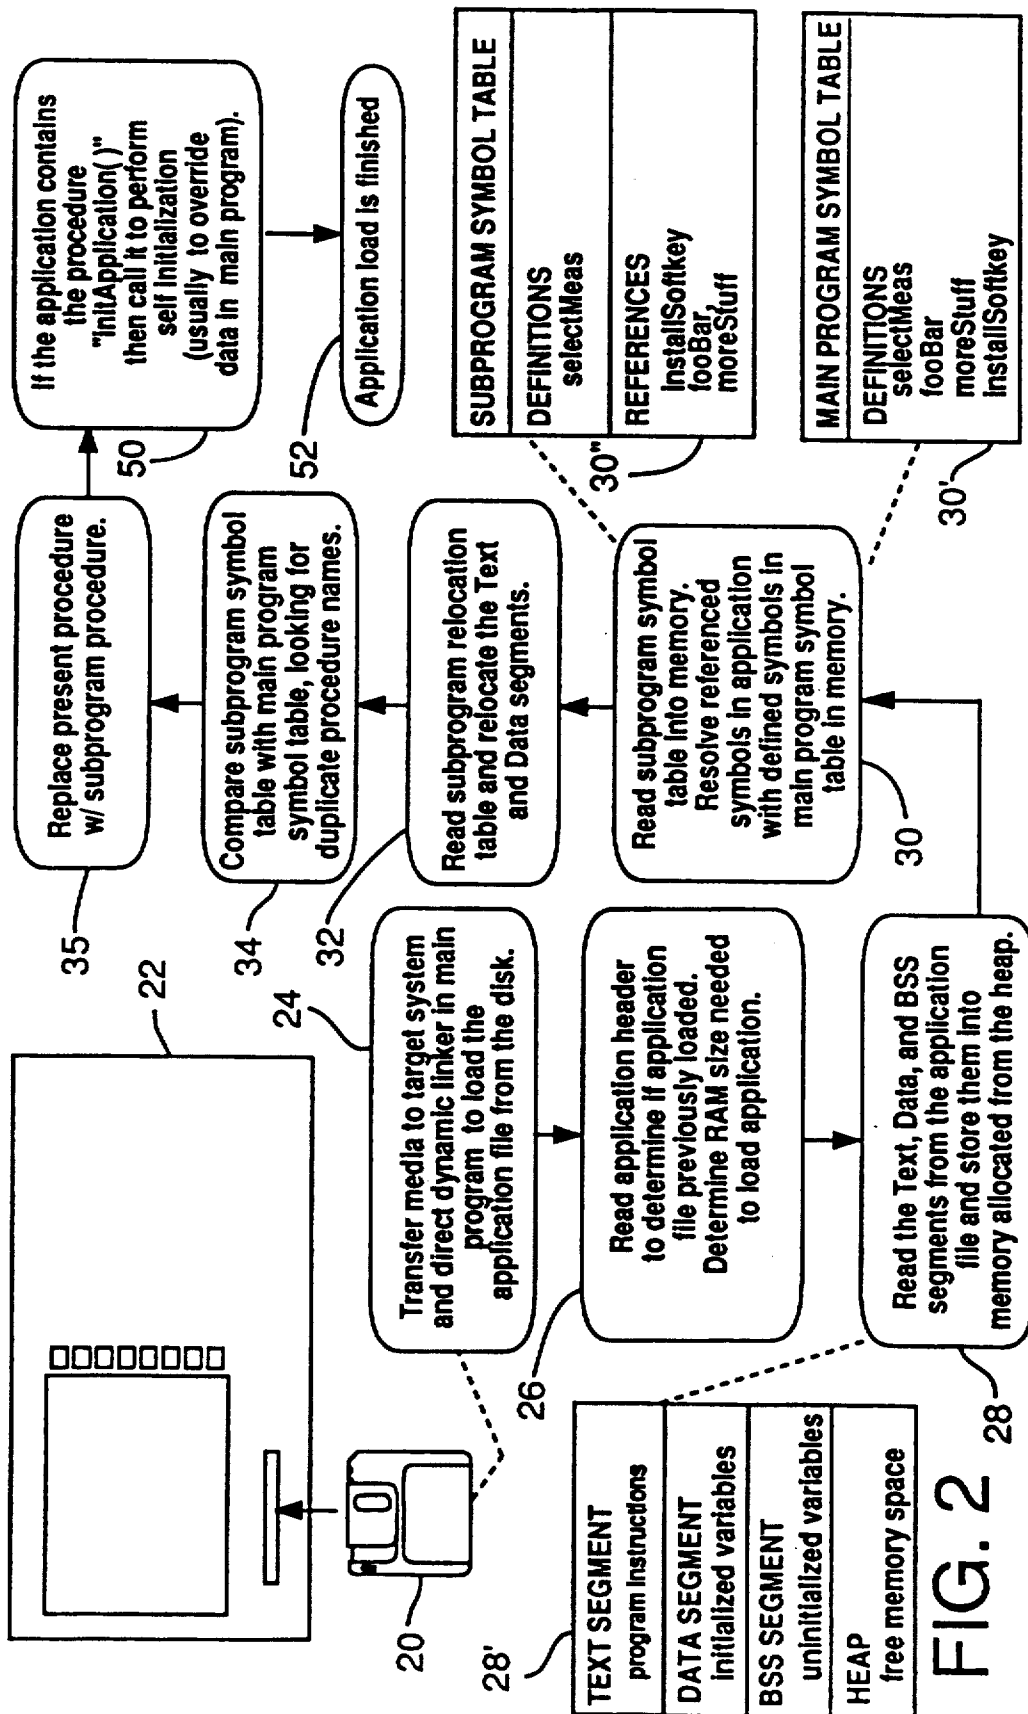 22
20
24
Transfer media to target system
and direct dynamic linker in main
program to load the
application file from the disk.
26
Read application header
to determine if application
file previously loaded.
Determine RAM size needed
to load application.
28
Read the Text, Data, and BSS
segments from the application
file and store them into
memory allocated from the heap.
28'
TEXT SEGMENT
program instructions
DATA SEGMENT
initialized variables
BSS SEGMENT
uninitialized variables
HEAP
free memory space
30
Read subprogram symbol
table into memory.
Resolve referenced
symbols in application
with defined symbols in
main program symbol
table in memory.
32
Read subprogram relocation
table and relocate the Text
and Data segments.
34
Compare subprogram symbol
table with main program
symbol table, looking for
duplicate procedure names.
35
Replace present procedure
w/ subprogram procedure.
50
If the application contains
the procedure
"initApplication( )"
then call it to perform
self initialization
(usually to override
data in main program).
52
Application load is finished
30"
SUBPROGRAM SYMBOL TABLE
DEFINITIONS
selectMeas
REFERENCES
installSoftkey
fooBar,
moreStuff
30'
MAIN PROGRAM SYMBOL TABLE
DEFINITIONS
selectMeas
fooBar
moreStuff
installSoftkey
FIG. 2